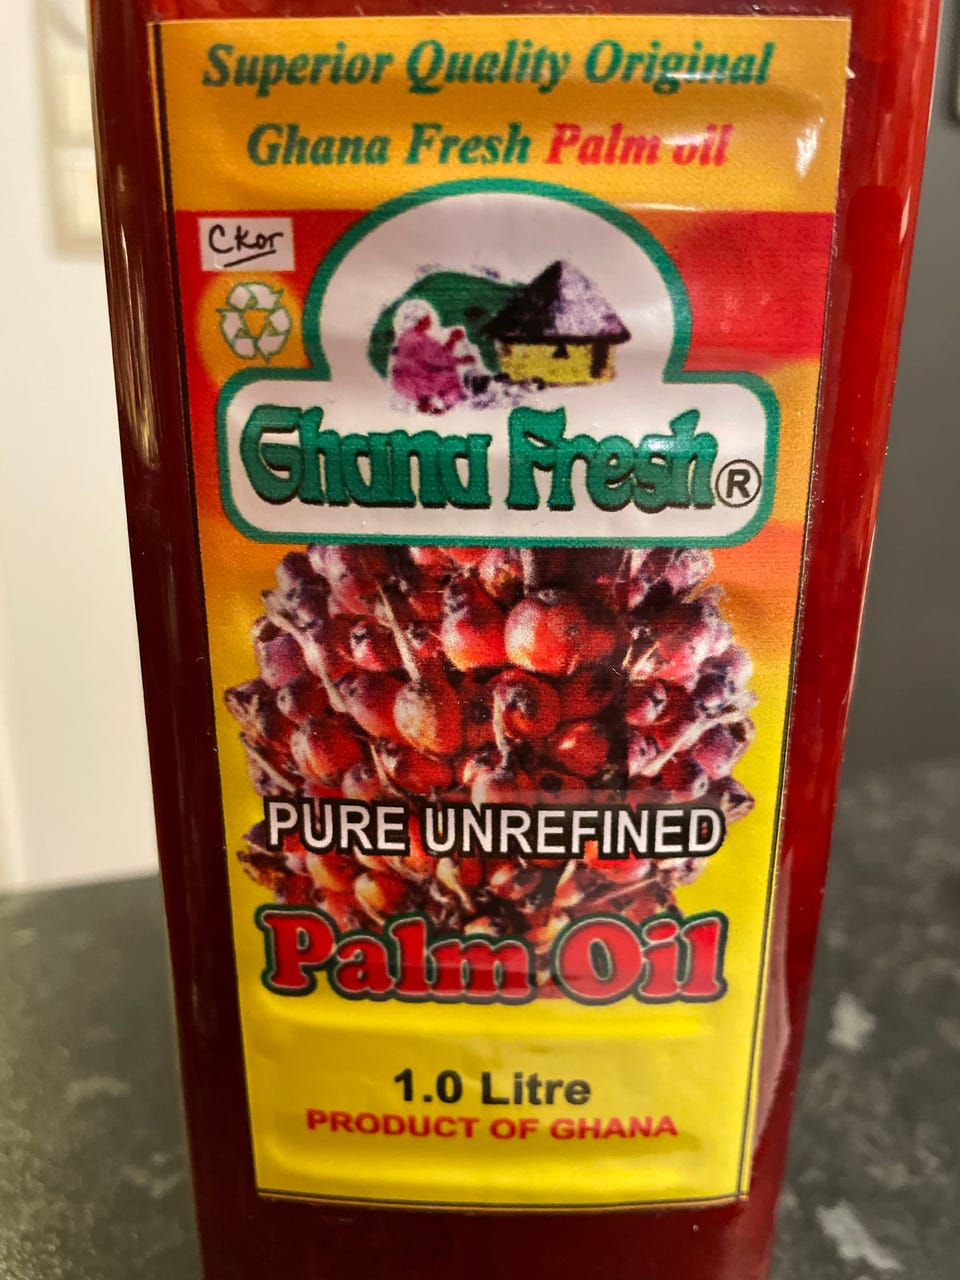 Superior Quality Original
Ghana Fresh Palm oil
Ckor
Ghana Fresh®
PURE UNREFINED
Palm Oil
1.0 Litre
PRODUCT OF GHANA